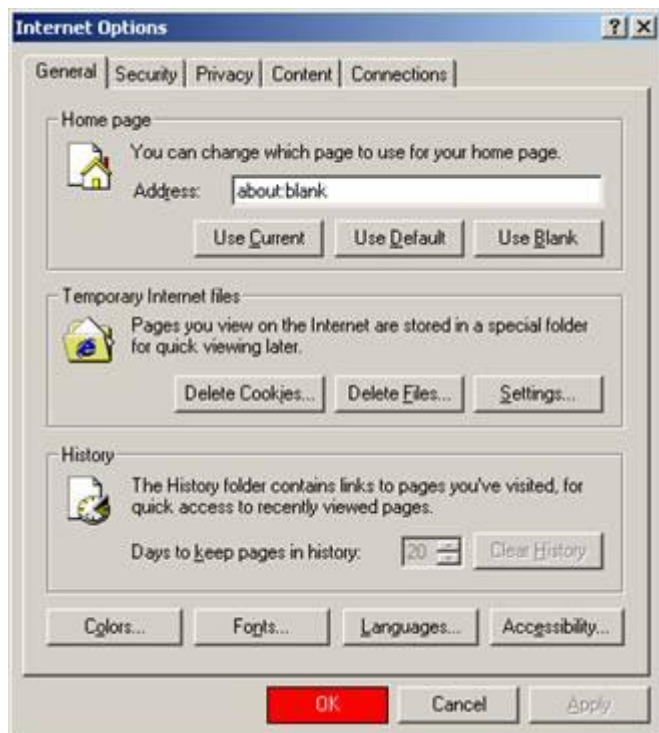 Internet Options
General Security Privacy Content Connections
Home page
You can change which page to use for your home page.
Address: about:blank
Use Current Use Default Use Blank
Temporary Internet files
Pages you view on the Internet are stored in a special folder
for quick viewing later.
Delete Cookies... Delete Files... Settings...
History
The History folder contains links to pages you've visited, for
quick access to recently viewed pages.
Days to keep pages in history: 20 Clear History
Colors... Fonts... Languages... Accessibility...
OK Cancel Apply